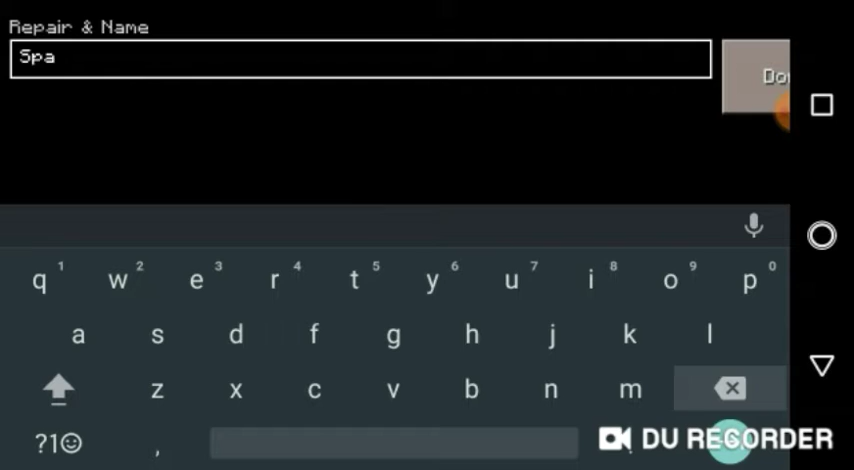 Repair & Name
Spa
q 1 w 2 e 3 r 4 t 5 y 6 u 7 i 8 o 9 p 0
a s d f g h j k l
z x c v b n m
?1☺ , DU RECORDER